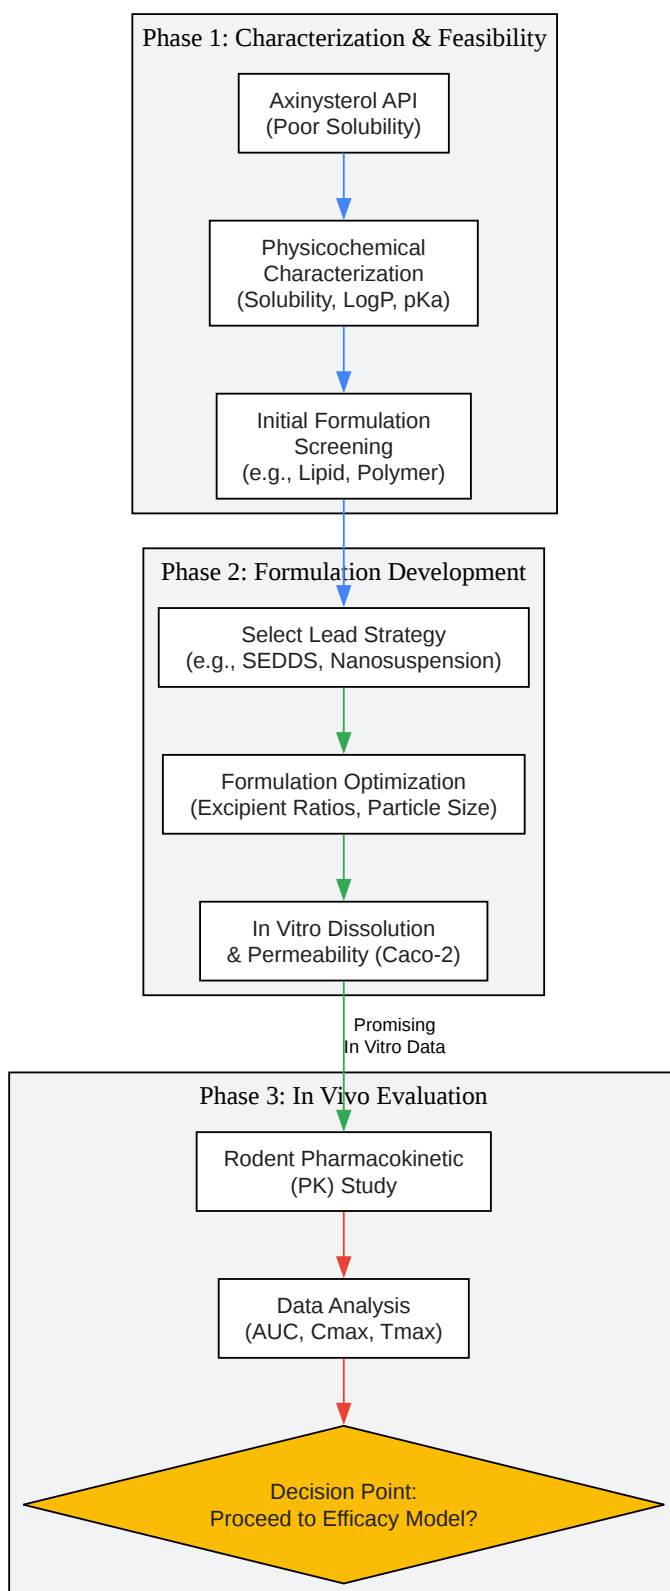 Phase 1: Characterization & Feasibility
Axinysterol API
(Poor Solubility)
Physicochemical
Characterization
(Solubility, LogP, pKa)
Initial Formulation
Screening
(e.g., Lipid, Polymer)
Phase 2: Formulation Development
Select Lead Strategy
(e.g., SEDDS, Nanosuspension)
Formulation Optimization
(Excipient Ratios, Particle Size)
In Vitro Dissolution
& Permeability (Caco-2)
Promising
In Vitro Data
Phase 3: In Vivo Evaluation
Rodent Pharmacokinetic
(PK) Study
Data Analysis
(AUC, Cmax, Tmax)
Decision Point:
Proceed to Efficacy Model?